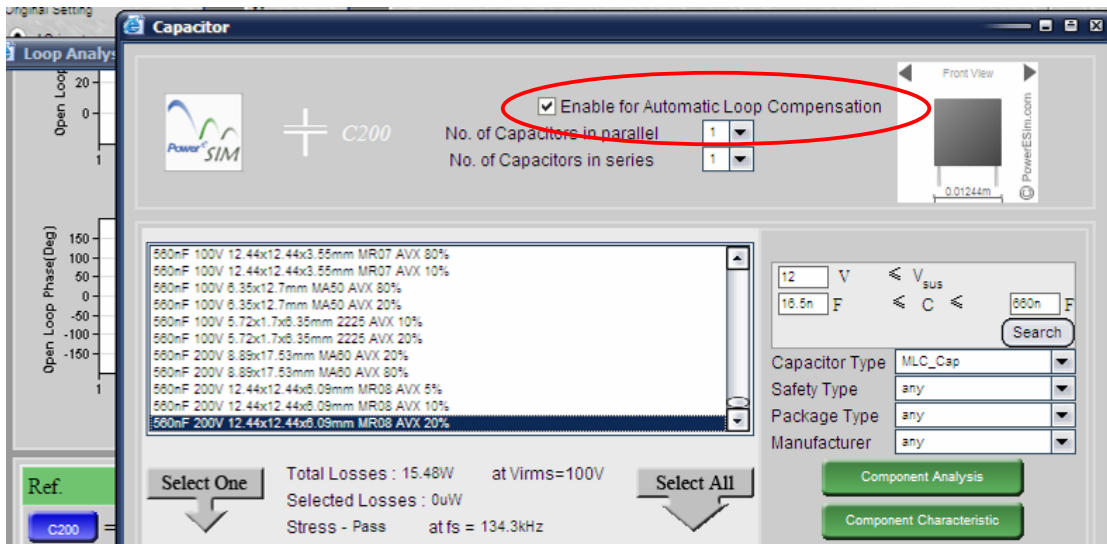 Original Setting
Capacitor
Loop Analys
Open Loop
20
0
1
Open Loop Phase(Deg)
150
100
50
0
-50
-100
-150
1
Ref.
C200 =
Power e SIM
C200
Enable for Automatic Loop Compensation
No. of Capacitors in parallel 1
No. of Capacitors in series 1
Front View
0.01244m
© PowerESim.com
560nF 100V 12.44x12.44x3.55mm MR07 AVX 80%
560nF 100V 12.44x12.44x3.55mm MR07 AVX 10%
560nF 100V 6.35x12.7mm MA50 AVX 80%
560nF 100V 6.35x12.7mm MA50 AVX 20%
560nF 100V 5.72x1.7x6.35mm 2225 AVX 10%
560nF 100V 5.72x1.7x6.35mm 2225 AVX 20%
560nF 200V 8.89x17.53mm MA60 AVX 20%
560nF 200V 8.89x17.53mm MA60 AVX 80%
560nF 200V 12.44x12.44x6.09mm MR08 AVX 5%
560nF 200V 12.44x12.44x6.09mm MR08 AVX 10%
560nF 200V 12.44x12.44x6.09mm MR08 AVX 20%
12 V ≤ Vsus
16.5n F ≤ C ≤ 660n F
Search
Capacitor Type MLC_Cap
Safety Type any
Package Type any
Manufacturer any
Component Analysis
Component Characteristic
Select One
Total Losses : 15.48W at Virms=100V
Selected Losses : 0uW
Stress - Pass at fs = 134.3kHz
Select All